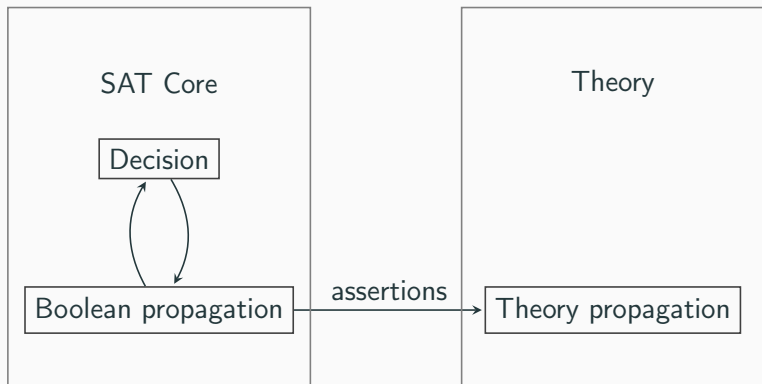 SAT Core
Theory
Decision
assertions
Boolean propagation
Theory propagation